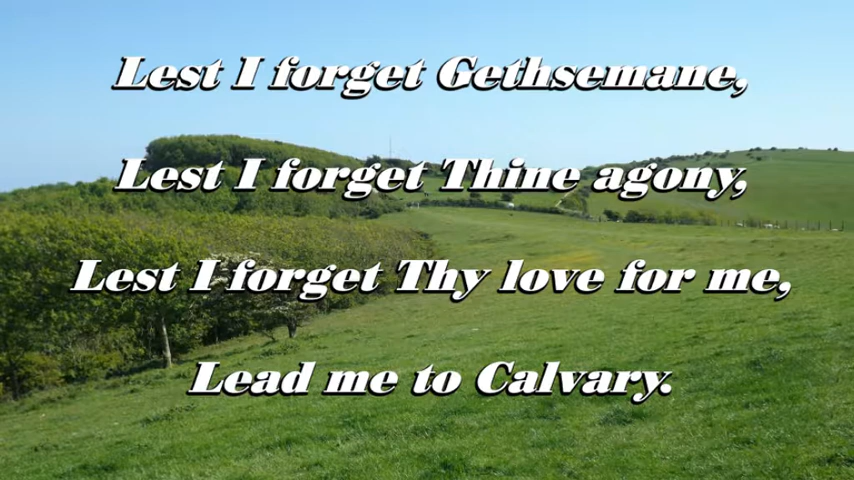 Lest I forget Gethsemane,
Lest I forget Thine agony,
Lest I forget Thy love for me,
Lead me to Calvary.